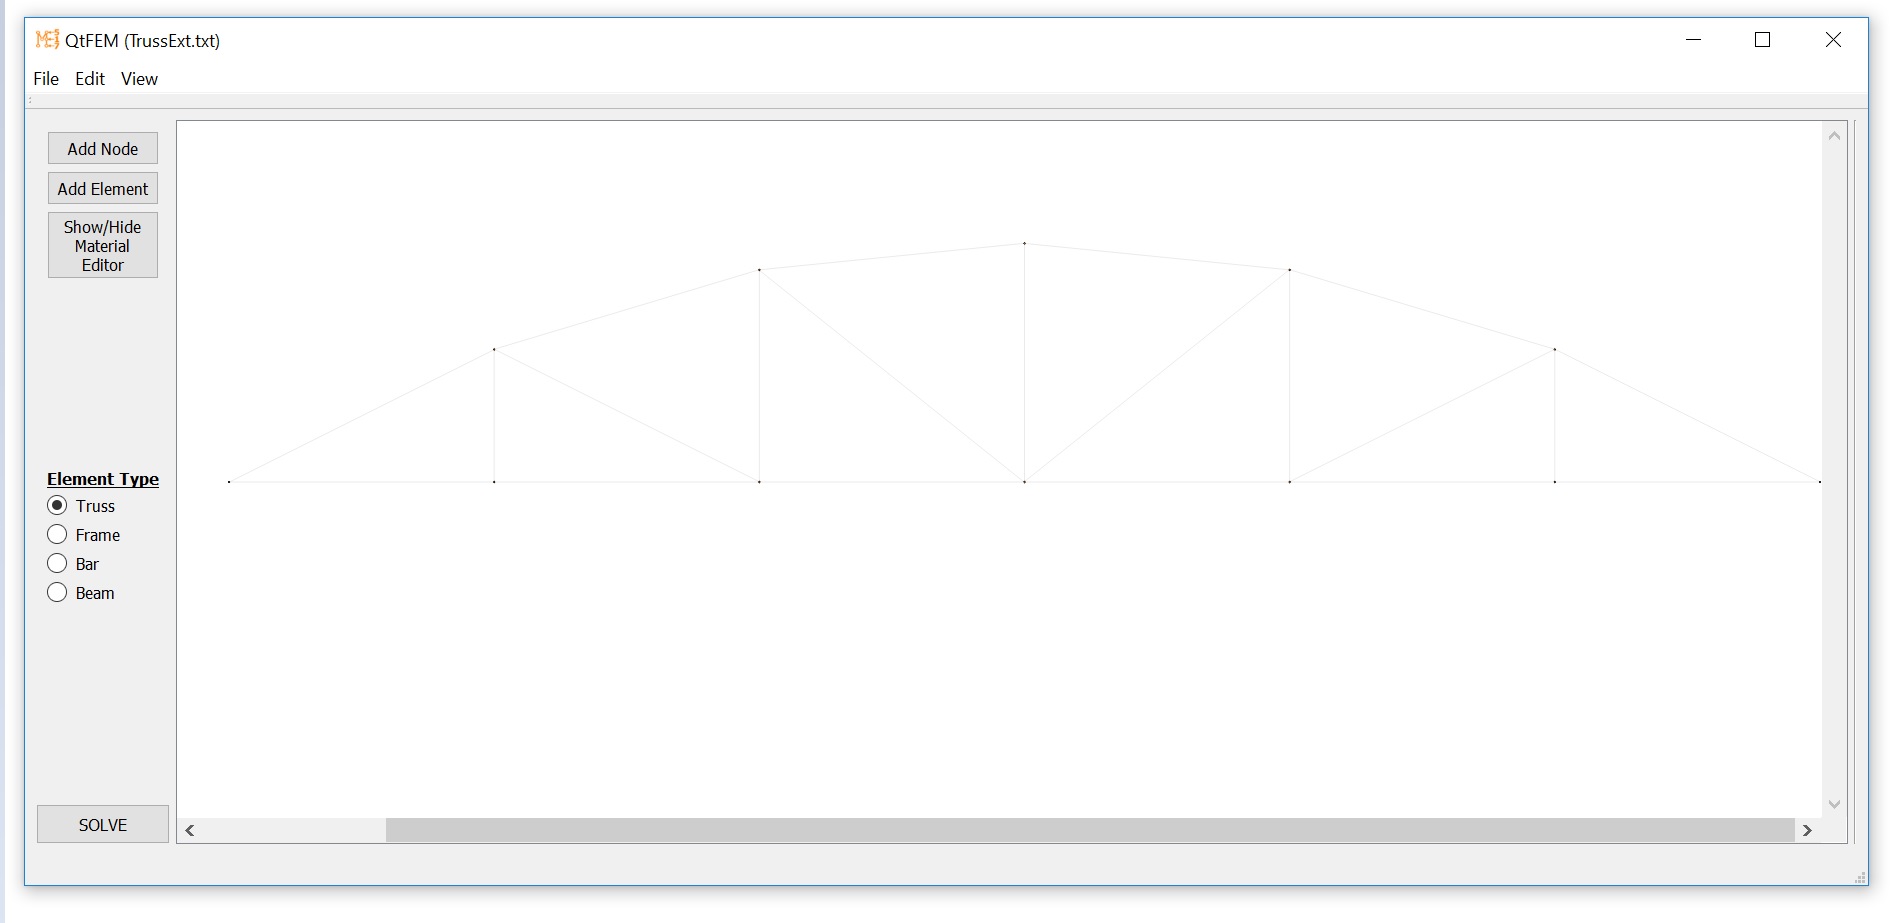 QtFEM (TrussExt.txt)
File Edit View
Add Node
Add Element
Show/Hide
Material
Editor
Element Type
Truss
Frame
Bar
Beam
SOLVE